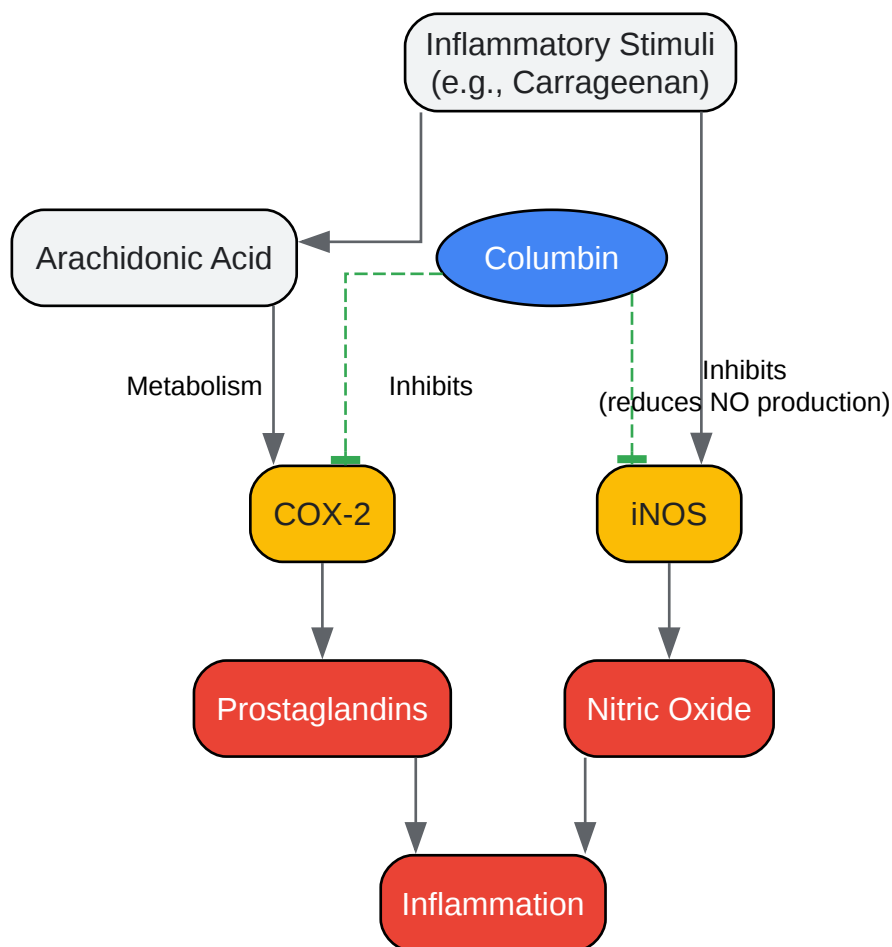 Inflammatory Stimuli
(e.g., Carrageenan)
Arachidonic Acid
Columbin
Metabolism
Inhibits
Inhibits
(reduces NO production)
COX-2
iNOS
Prostaglandins
Nitric Oxide
Inflammation